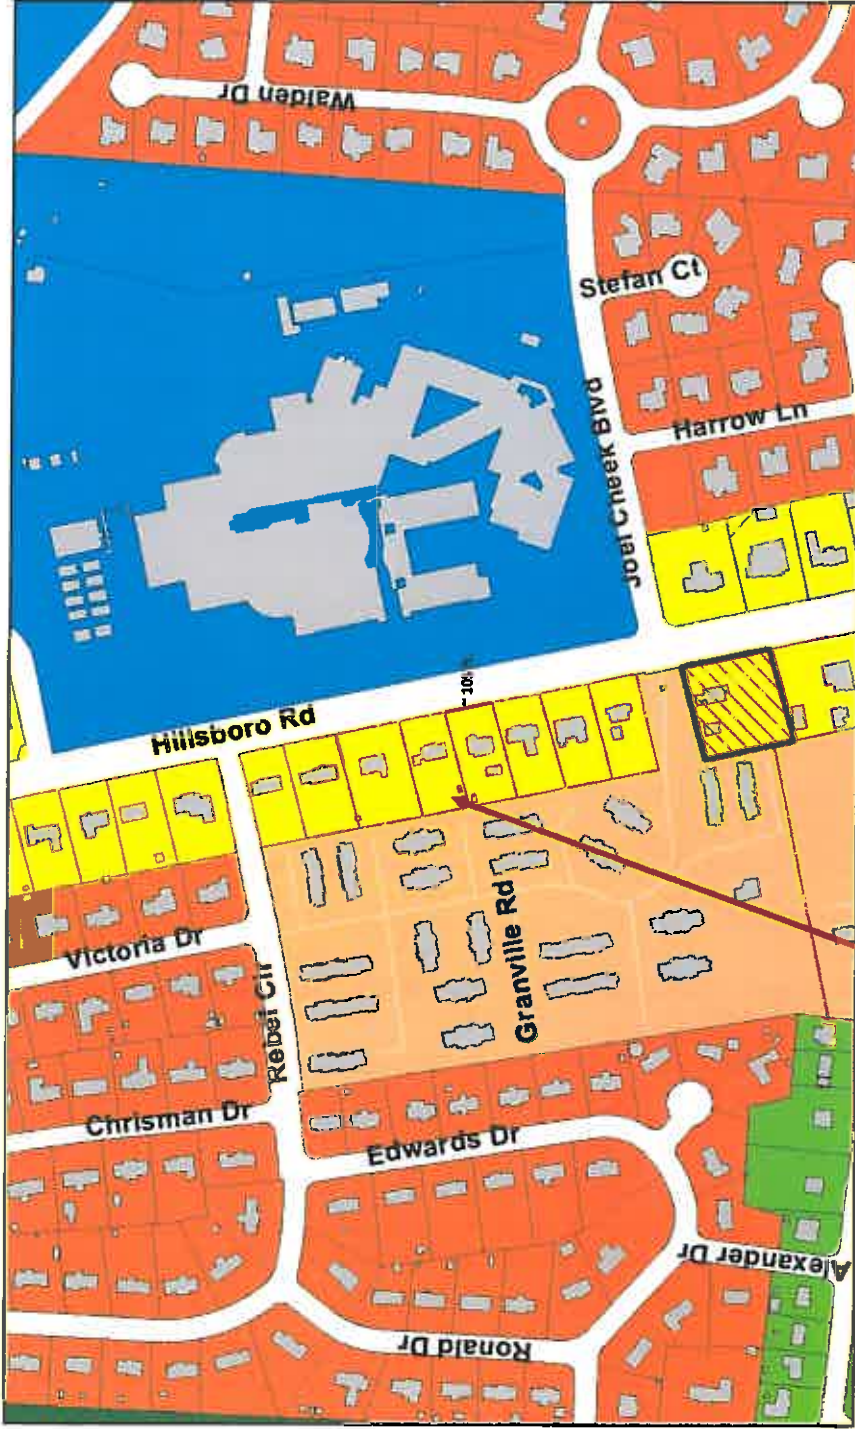 Walden Dr
Stefan Ct
Joel Cheek Blvd
Harrow Ln
Hillsboro Rd
Granville Rd
Victoria Dr
Rebel Cir
Chrisman Dr
Edwards Dr
Alexander Dr
Ronald Dr